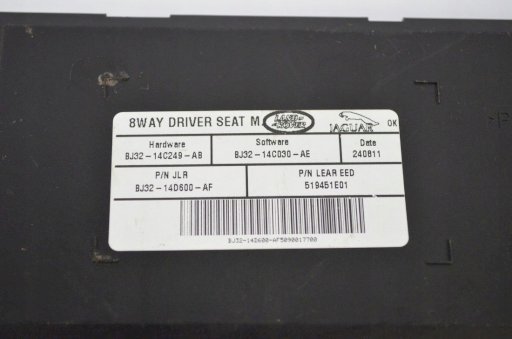 8WAY DRIVER SEAT M. LAND ROVER JAGUAR OK
Hardware Software Date
BJ32-14C249-AB BJ32-14C030-AE 240811
P/N JLR P/N LEAR EED
BJ32-14D600-AF 519451E01
BJ32-14D600-AF5090017700